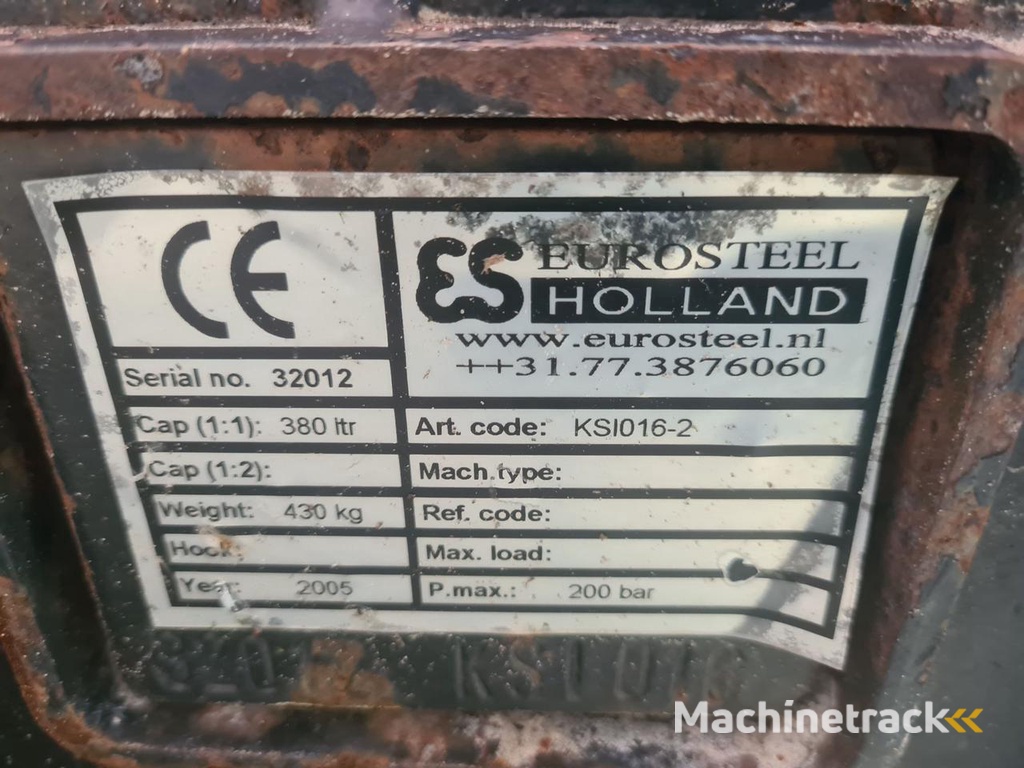 CE
ES EUROSTEEL
HOLLAND
www.eurosteel.nl
++31.77.3876060
Serial no. 32012
Cap (1:1): 380 ltr
Art. code: KSI016-2
Cap (1:2):
Mach.type:
Weight: 430 kg
Ref. code:
Hook:
Max. load:
Year: 2005
P.max.: 200 bar
KSI016
Machinetrack